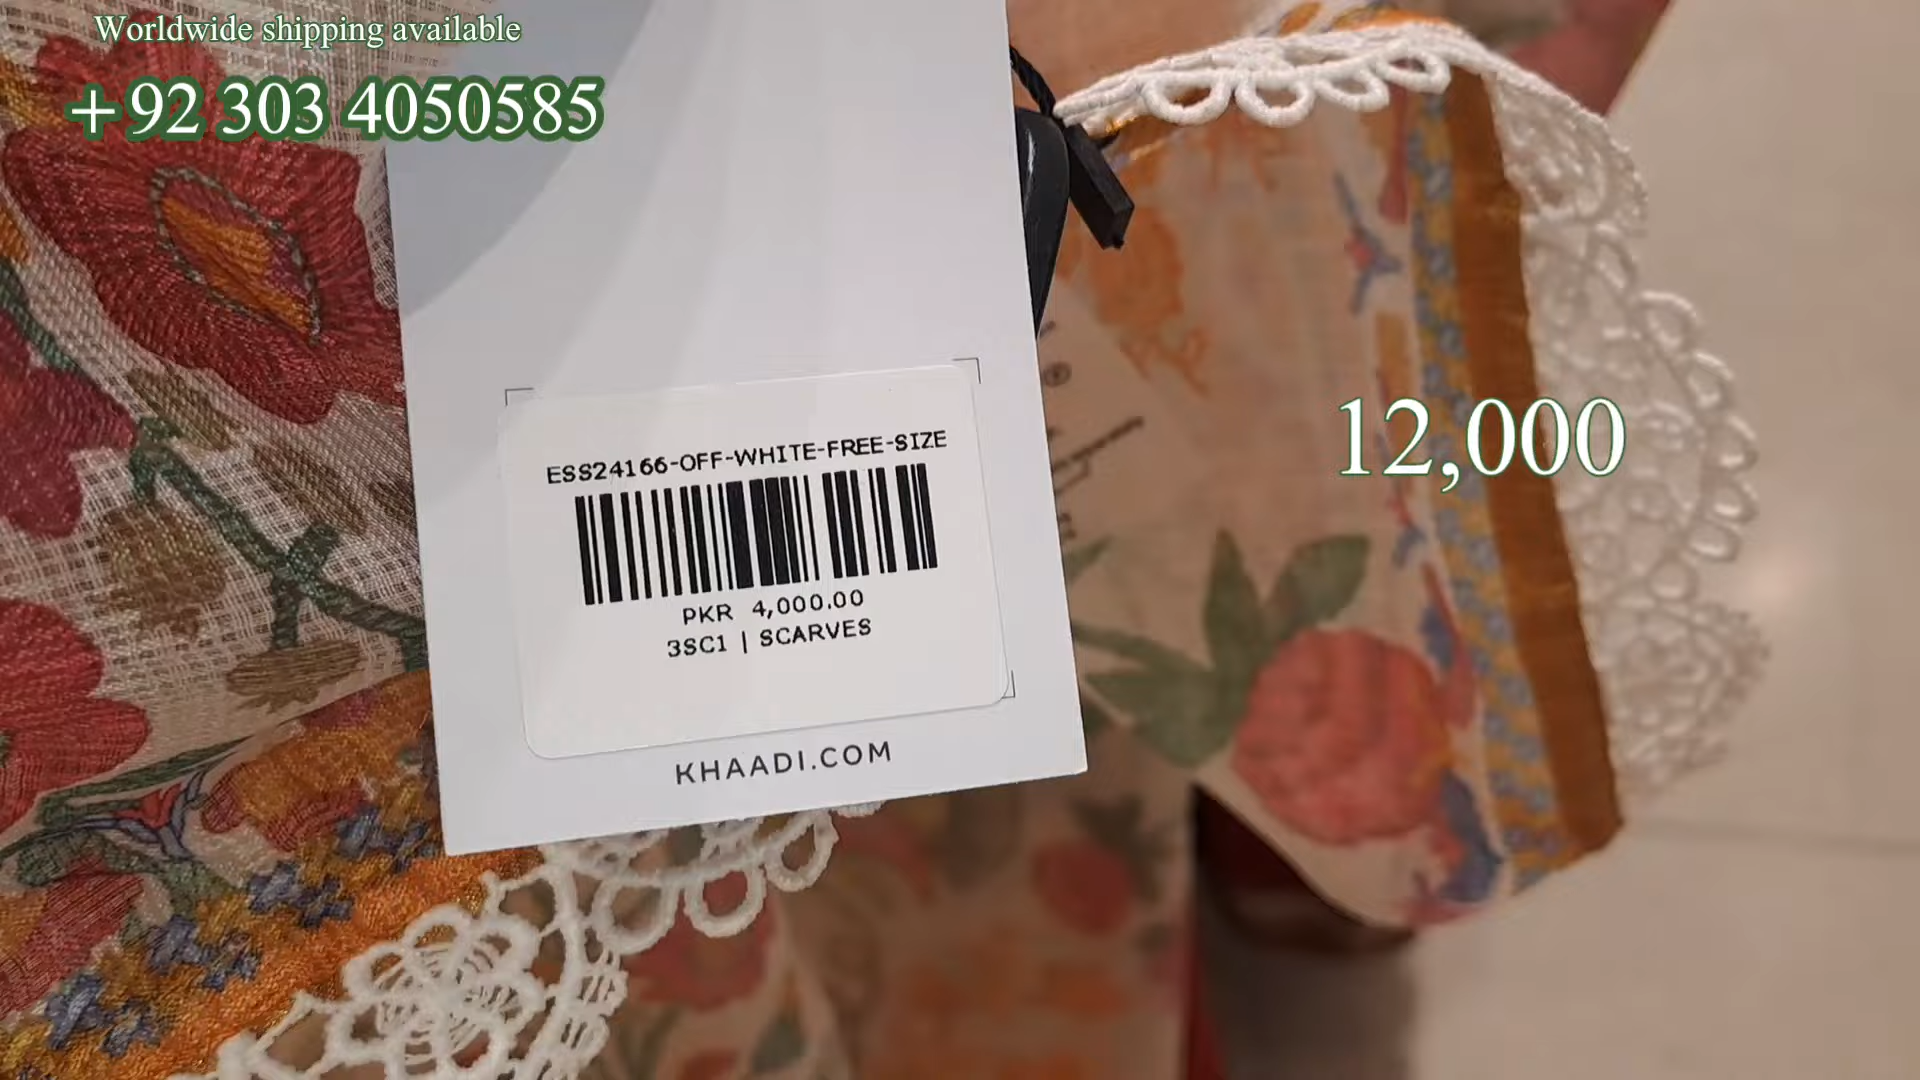 Worldwide shipping available
+92 303 4050585
ESS24166-OFF-WHITE-FREE-SIZE
PKR 4,000.00
3SC1 | SCARVES
KHAADI.COM
12,000